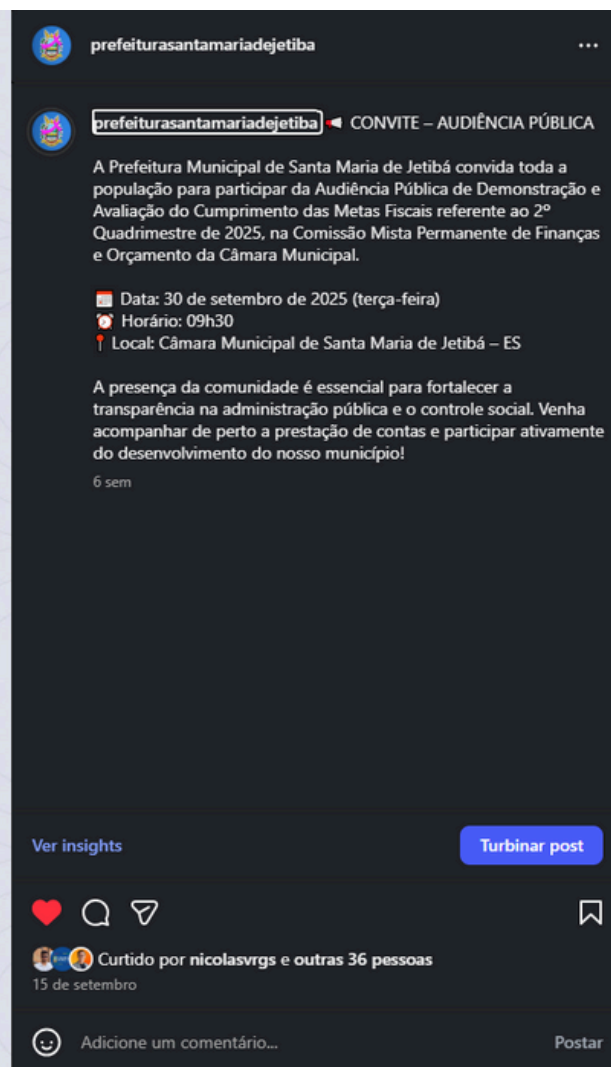 prefeiturasantamariadejetiba
prefeiturasantamariadejetiba 📢 CONVITE – AUDIÊNCIA PÚBLICA
A Prefeitura Municipal de Santa Maria de Jetibá convida toda a
população para participar da Audiência Pública de Demonstração e
Avaliação do Cumprimento das Metas Fiscais referente ao 2º
Quadrimestre de 2025, na Comissão Mista Permanente de Finanças
e Orçamento da Câmara Municipal.
📅 Data: 30 de setembro de 2025 (terça-feira)
⏰ Horário: 09h30
📍 Local: Câmara Municipal de Santa Maria de Jetibá – ES
A presença da comunidade é essencial para fortalecer a
transparência na administração pública e o controle social. Venha
acompanhar de perto a prestação de contas e participar ativamente
do desenvolvimento do nosso município!
6 sem
Ver insights
Turbinar post
Curtido por nicolasvrgs e outras 36 pessoas
15 de setembro
Adicione um comentário...
Postar